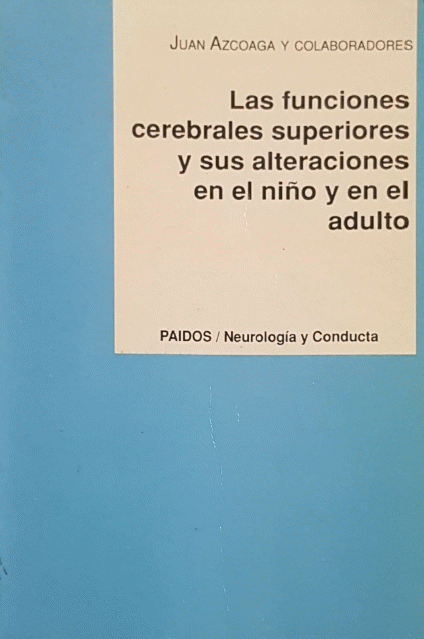 JUAN AZCOAGA Y COLABORADORES
Las funciones
cerebrales superiores
y sus alteraciones
en el niño y en el
adulto
PAIDOS / Neurología y Conducta